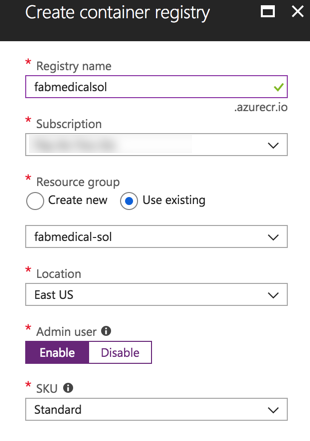 Create container registry
* Registry name
fabmedicalsol
.azurecr.io
* Subscription
* Resource group
Create new Use existing
fabmedical-sol
* Location
East US
* Admin user
Enable Disable
* SKU
Standard